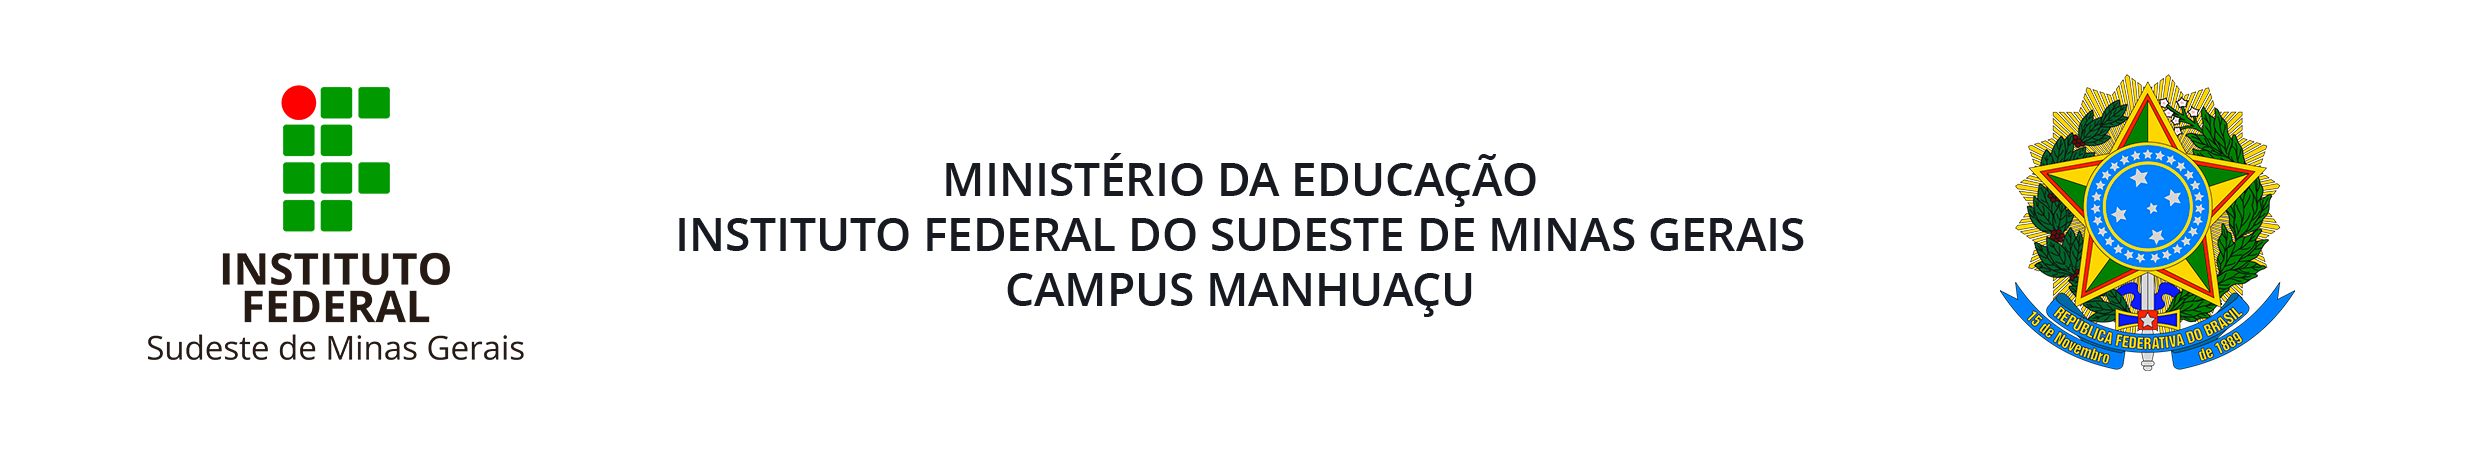 INSTITUTO
FEDERAL
Sudeste de Minas Gerais
MINISTÉRIO DA EDUCAÇÃO
INSTITUTO FEDERAL DO SUDESTE DE MINAS GERAIS
CAMPUS MANHUAÇU
REPÚBLICA FEDERATIVA DO BRASIL
15 de Novembro de 1889